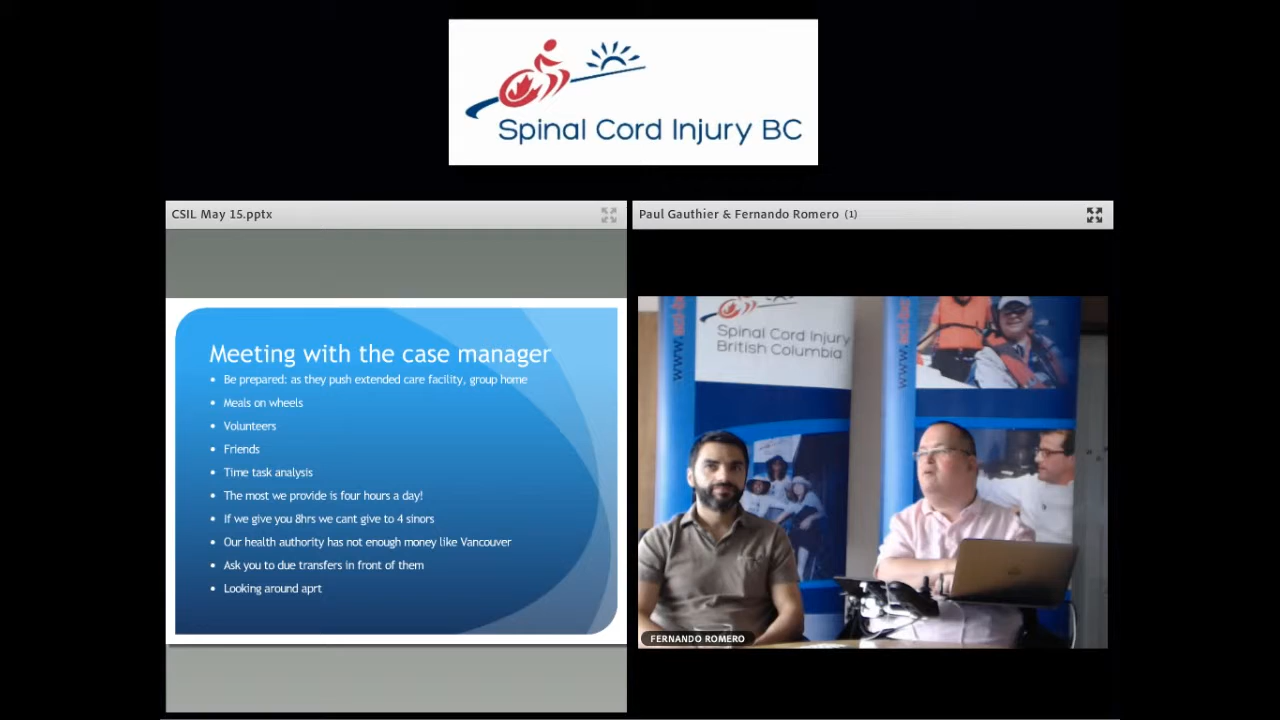 Spinal Cord Injury BC
CSIL May 15.pptx
Paul Gauthier & Fernando Romero (1)
Meeting with the case manager
• Be prepared: as they push extended care facility, group home
• Meals on wheels
• Volunteers
• Friends
• Time task analysis
• The most we provide is four hours a day!
• If we give you 8hrs we cant give to 4 sinors
• Our health authority has not enough money like Vancouver
• Ask you to due transfers in front of them
• Looking around aprt
Spinal Cord Injury
British Columbia
www.
www.
FERNANDO ROMERO